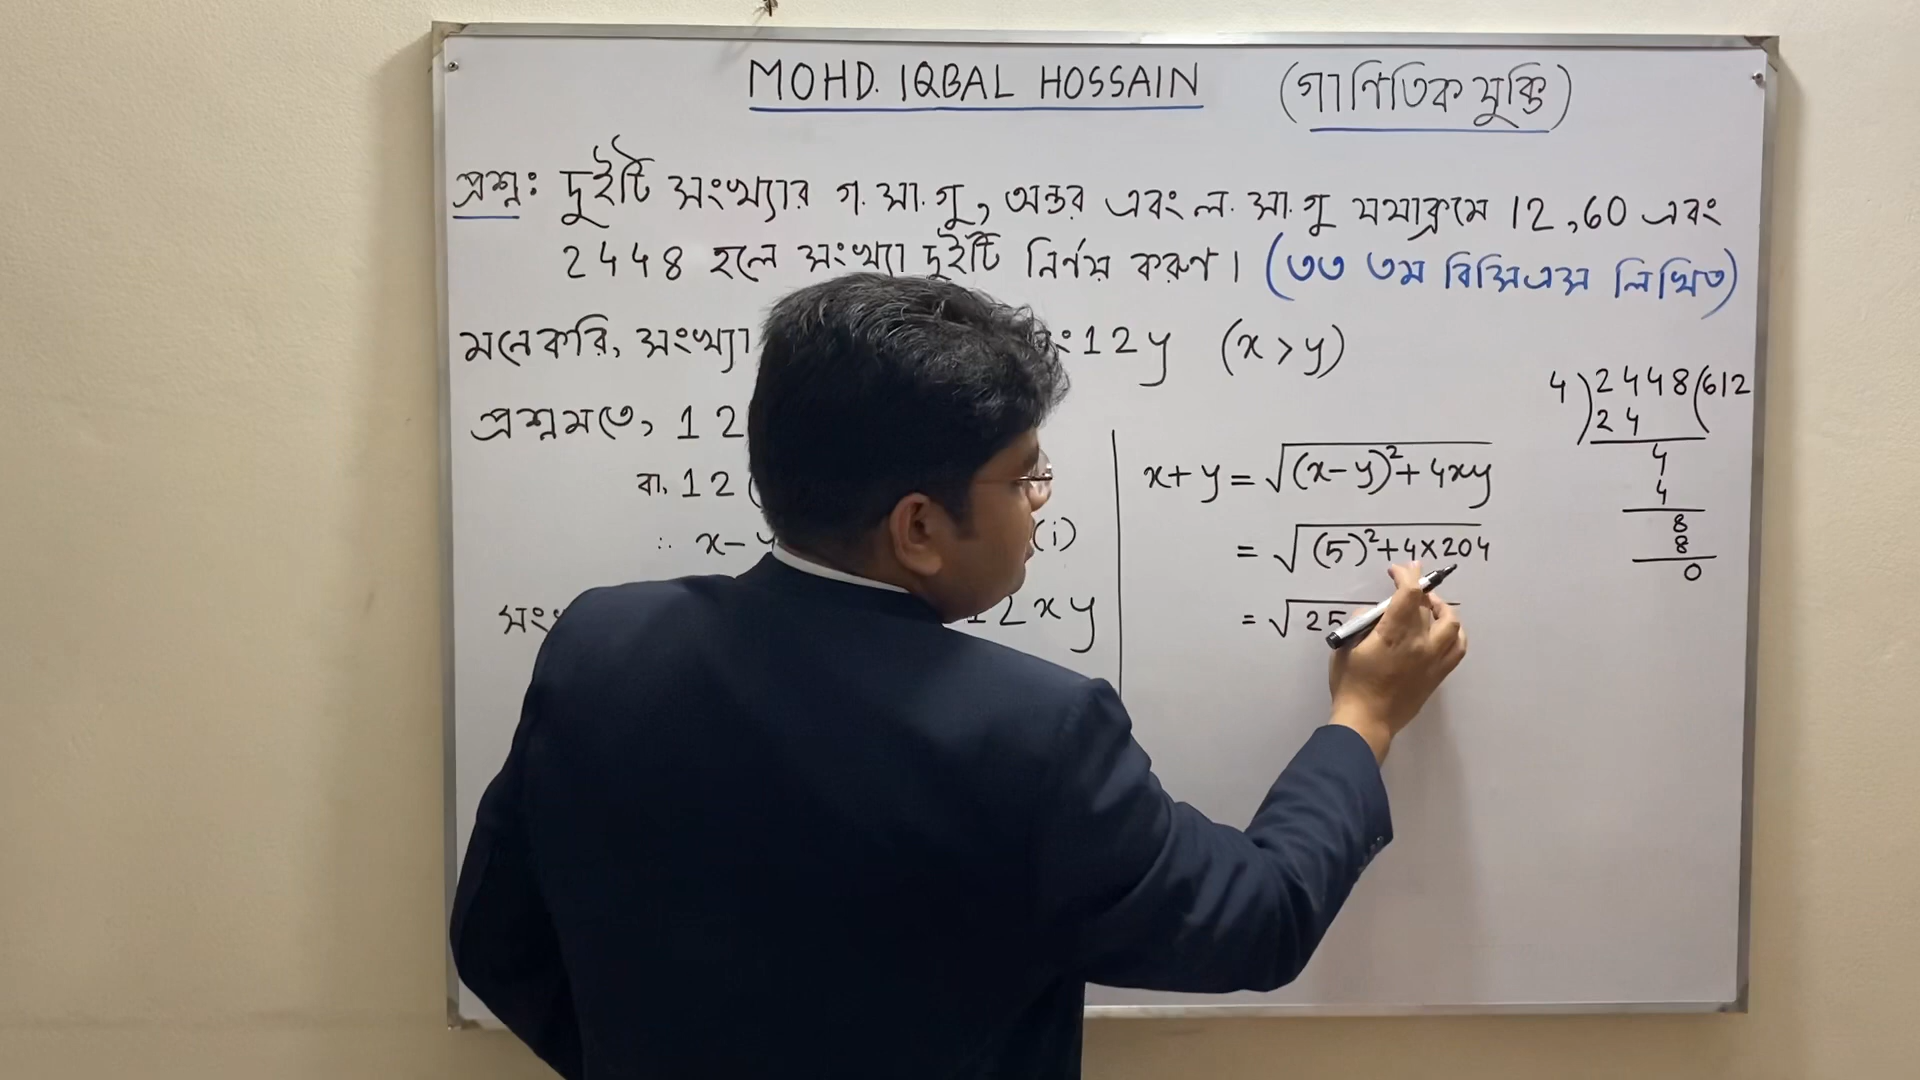 MOHD. IQBAL HOSSAIN (গাণিতিক যুক্তি)
প্রশ্ন: দুইটি সংখ্যার গ. সা. গু, অন্তর এবং ল. সা. গু যথাক্রমে 12, 60 এবং
2448 হলে সংখ্যা দুইটি নির্ণয় করুণ। (৩৩ তম বিসিএস লিখিত)
মনে করি, সংখ্যা 12y (x > y)
প্রশ্নমতে, 12
বা, 12(
∴ x - y (i)
12xy
x + y = √(x - y)² + 4xy
= √(5)² + 4 × 204
= √25
4 ) 2448 ( 612
24
4
4
8
8
0